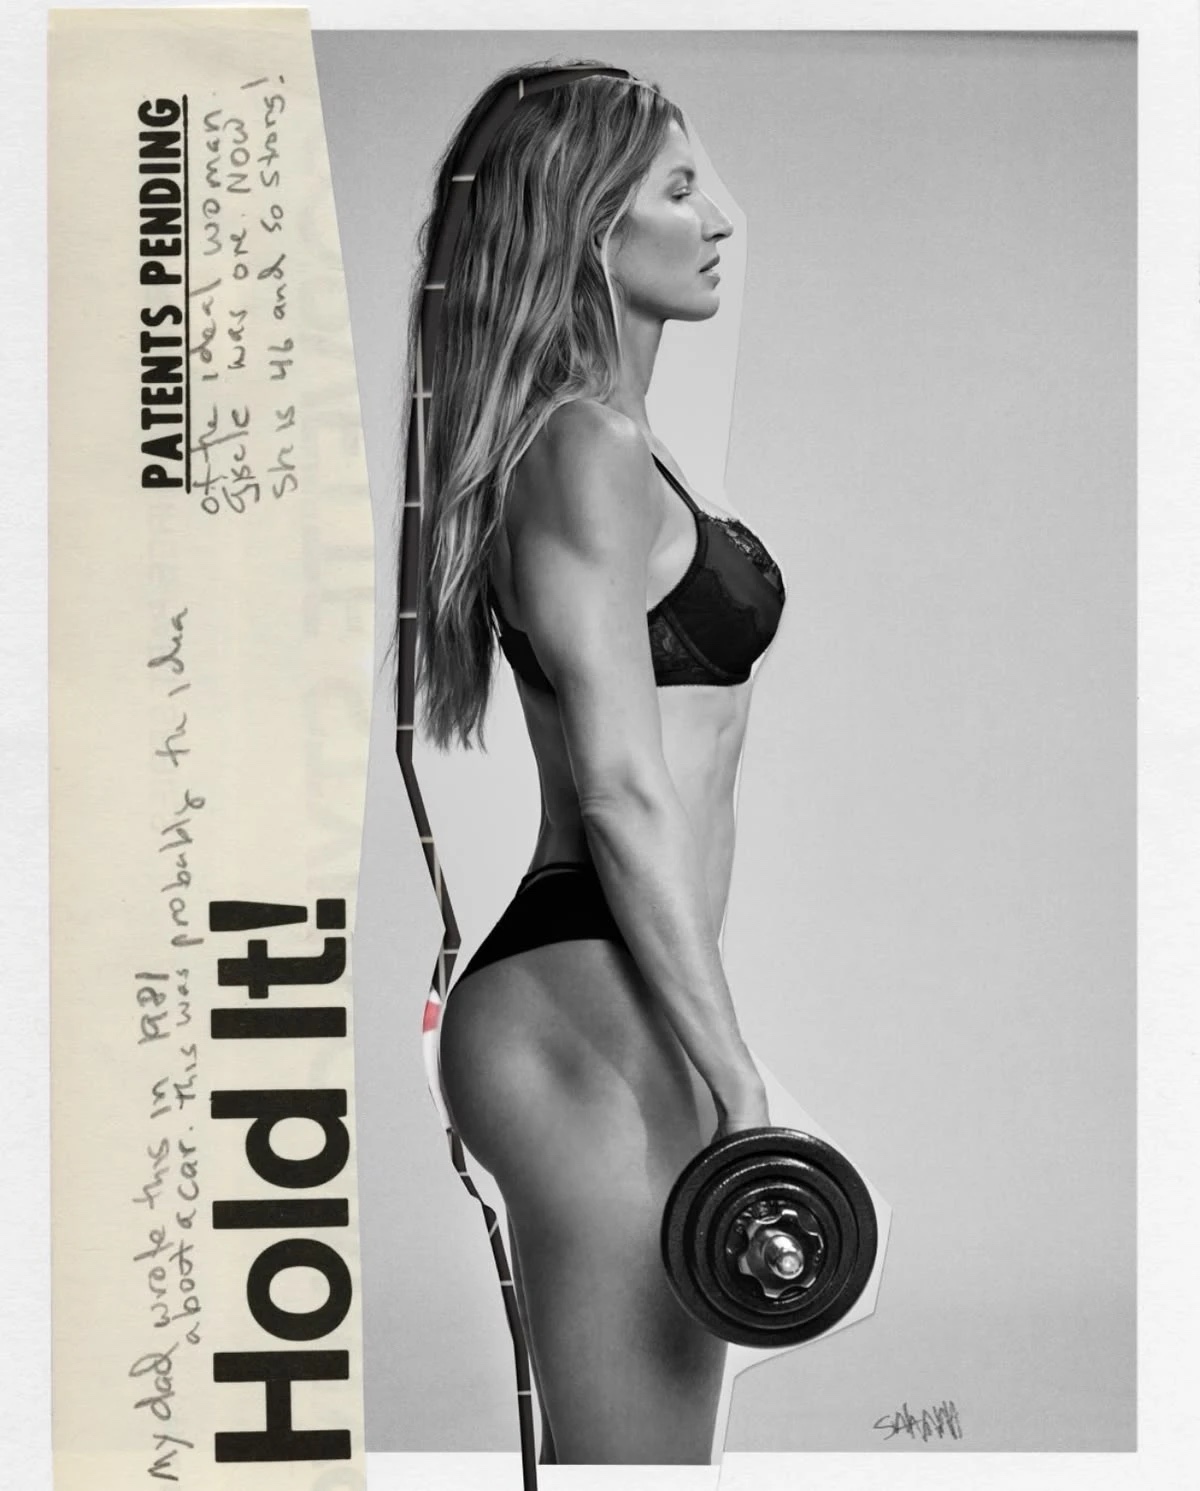 PATENTS PENDING
of the ideal woman.
Gisele was one. Now
She is 46 and so strong!
My dad wrote this in 1981
about a car. this was probably the idea
Hold It!